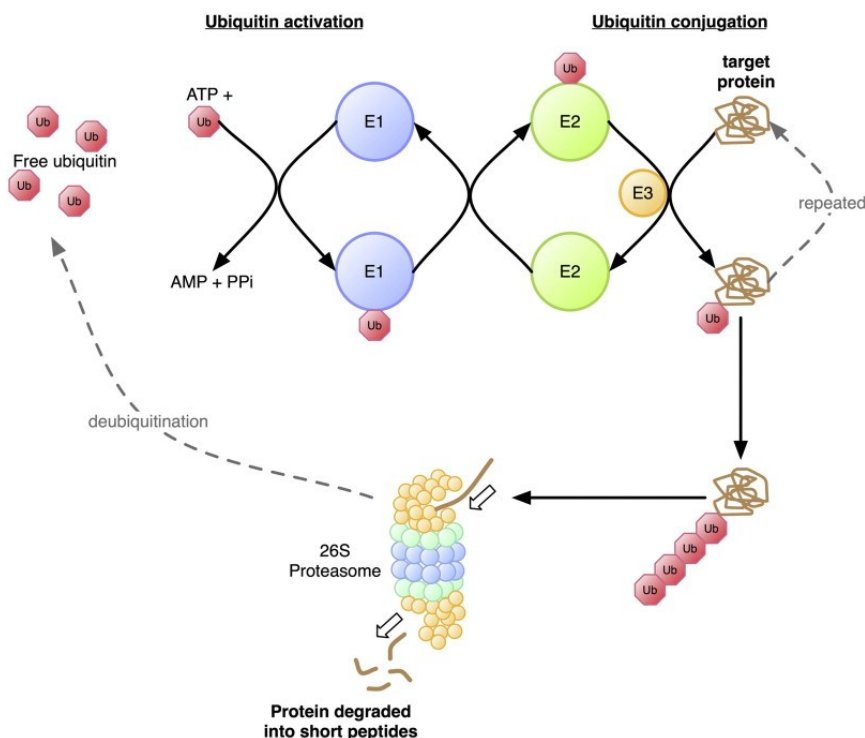 Ubiquitin activation
Ubiquitin conjugation
Ub
target
protein
ATP +
Ub
E1
E2
Ub
Ub
Free ubiquitin
Ub
Ub
E3
repeated
AMP + PPi
E1
E2
Ub
Ub
deubiquitination
26S
Proteasome
Ub
Ub
Ub
Ub
Protein degraded
into short peptides